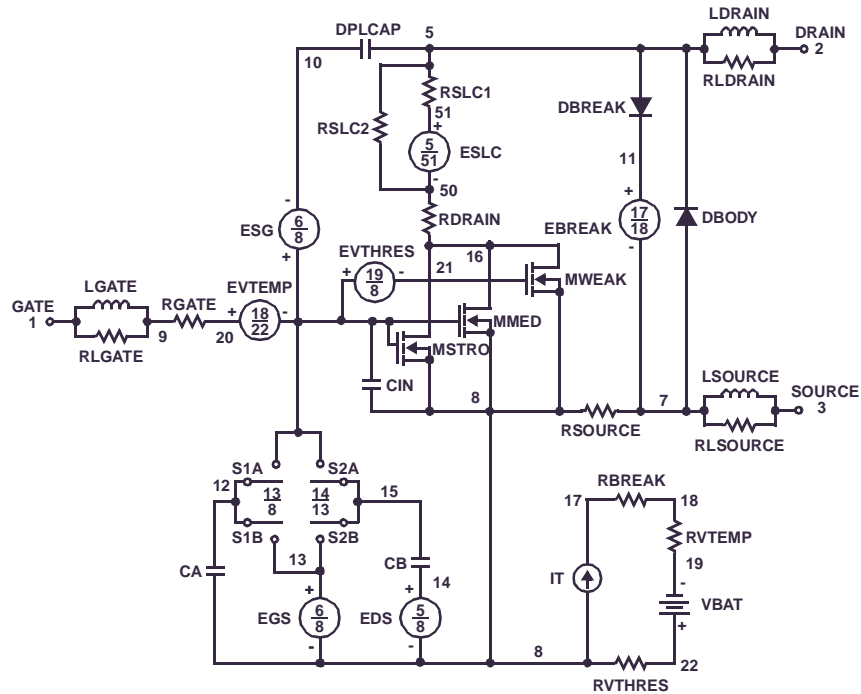 LDRAIN
DPLCAP 5 DRAIN
10 2
RSLC1 RLDRAIN
51
RSLC2 + DBREAK
5
51 ESLC
- 11
50
- + 
RDRAIN 17
18 DBODY
6
8 ESG EBREAK
EVTHRES 16 -
+ + 19
8 - 21 MWEAK
LGATE EVTEMP
GATE RGATE + 18
22 - MMED
1 9 20
RLGATE MSTRO
LSOURCE
CIN 8 7 SOURCE
3
RSOURCE RLSOURCE
S1A S2A
12 13
8 14
13 15
RBREAK
17 18
S1B S2B
13 RVTEMP
CA CB 19
+ + 14 IT -
VBAT
EGS 6
8 EDS 5
8 +
- - 8 22
RVTHRES